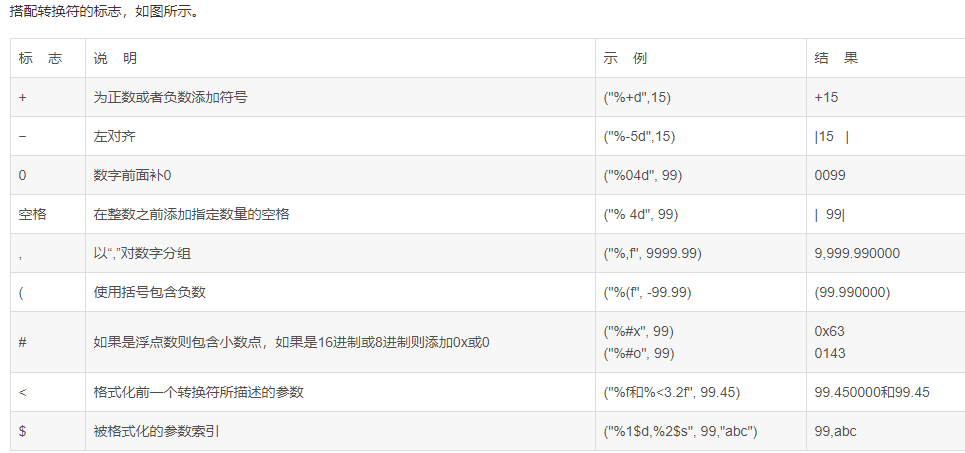 搭配转换符的标志，如图所示。
标 志 说 明 示 例 结 果
+ 为正数或者负数添加符号 ("%+d",15) +15
− 左对齐 ("%-5d",15) |15 |
0 数字前面补0 ("%04d", 99) 0099
空格 在整数之前添加指定数量的空格 ("% 4d", 99) | 99|
, 以“,”对数字分组 ("%,f", 9999.99) 9,999.990000
( 使用括号包含负数 ("%(f", -99.99) (99.990000)
# 如果是浮点数则包含小数点，如果是16进制或8进制则添加0x或0 ("%#x", 99) 0x63
("%#o", 99) 0143
< 格式化前一个转换符所描述的参数 ("%f和%<3.2f", 99.45) 99.450000和99.45
$ 被格式化的参数索引 ("%1$d,%2$s", 99,"abc") 99,abc